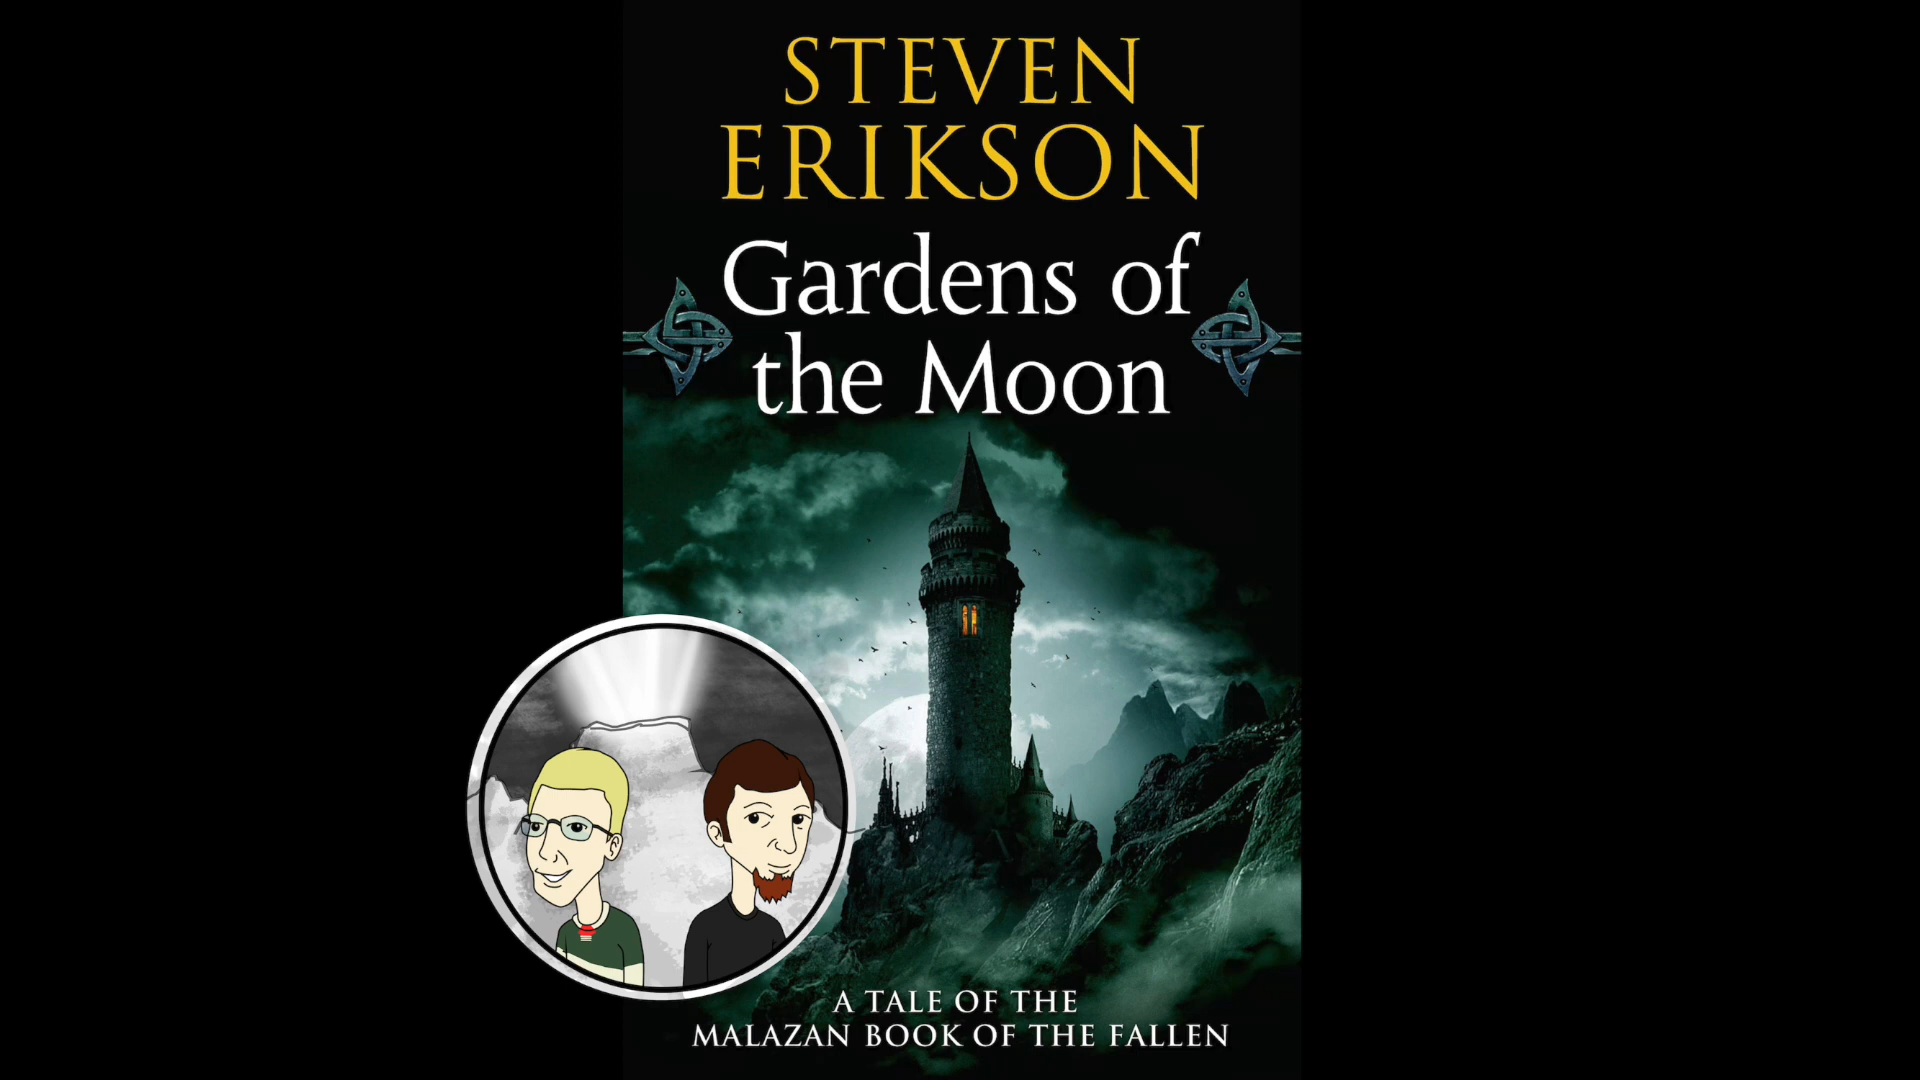 STEVEN
ERIKSON
Gardens of
the Moon
A TALE OF THE
MALAZAN BOOK OF THE FALLEN